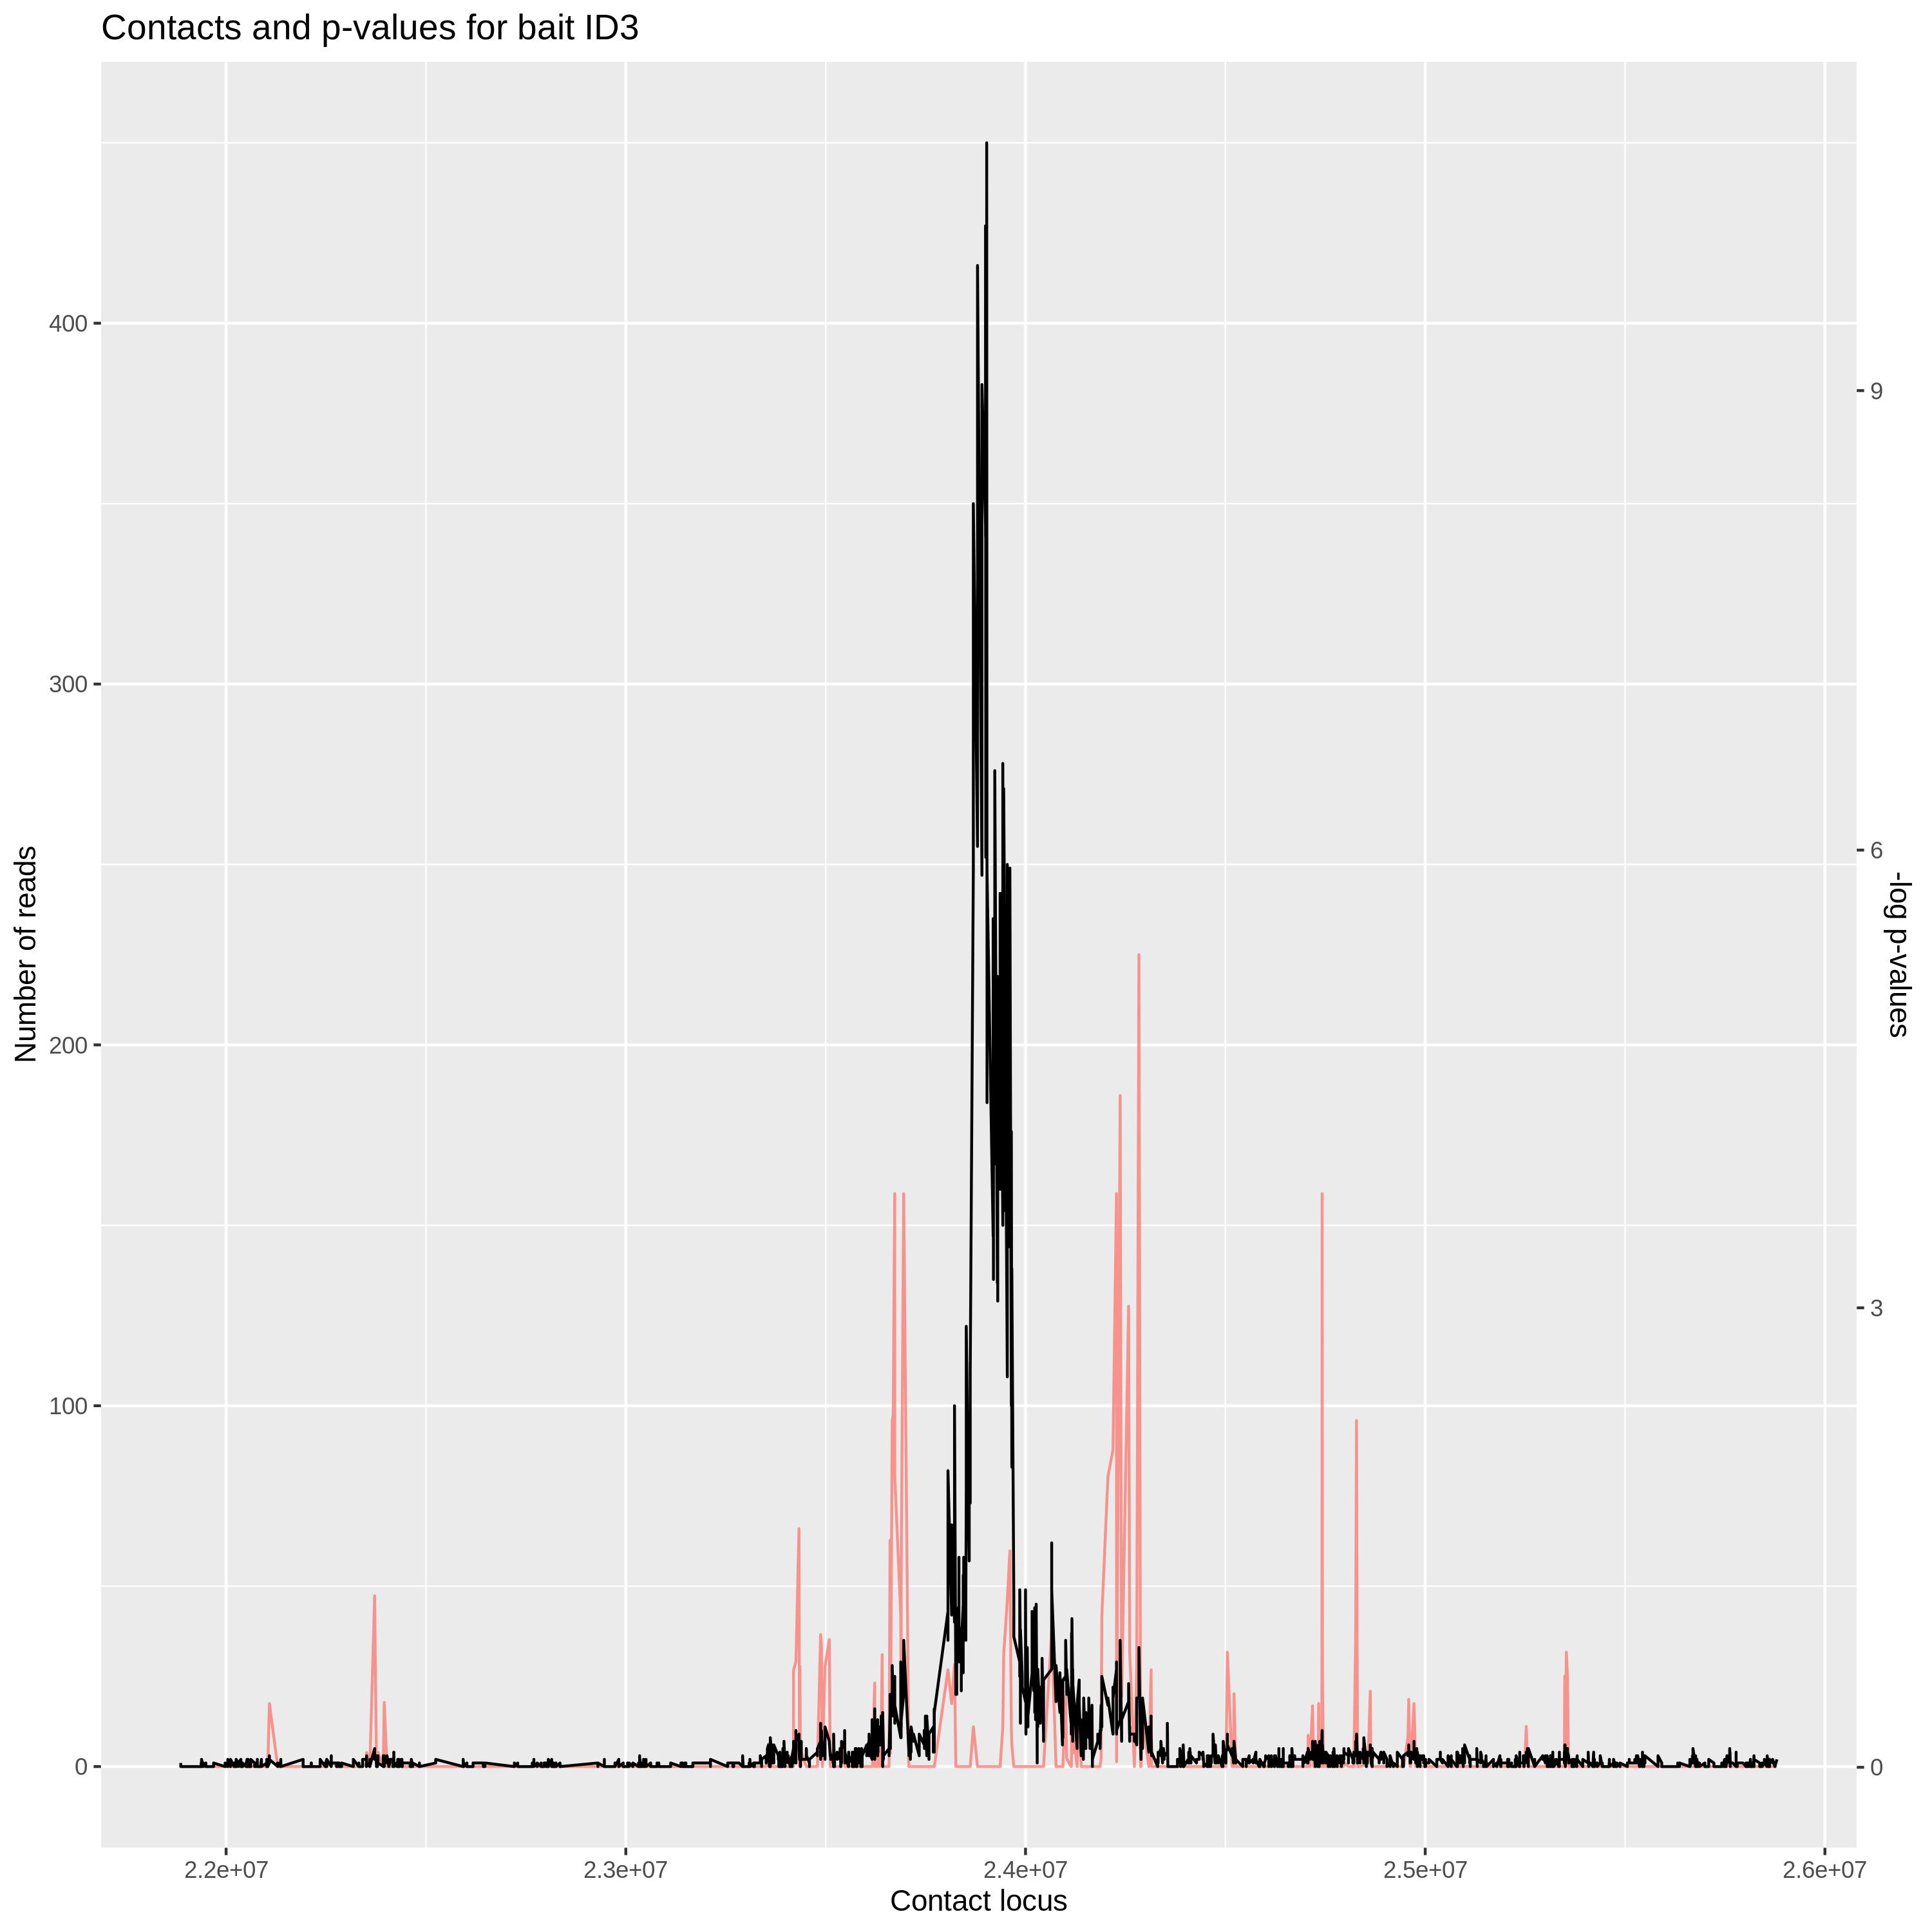 Contacts and p-values for bait ID3
400
300
200
100
0
9
6
3
0
Number of reads
-log p-values
2.2e+07 2.3e+07 2.4e+07 2.5e+07 2.6e+07
Contact locus